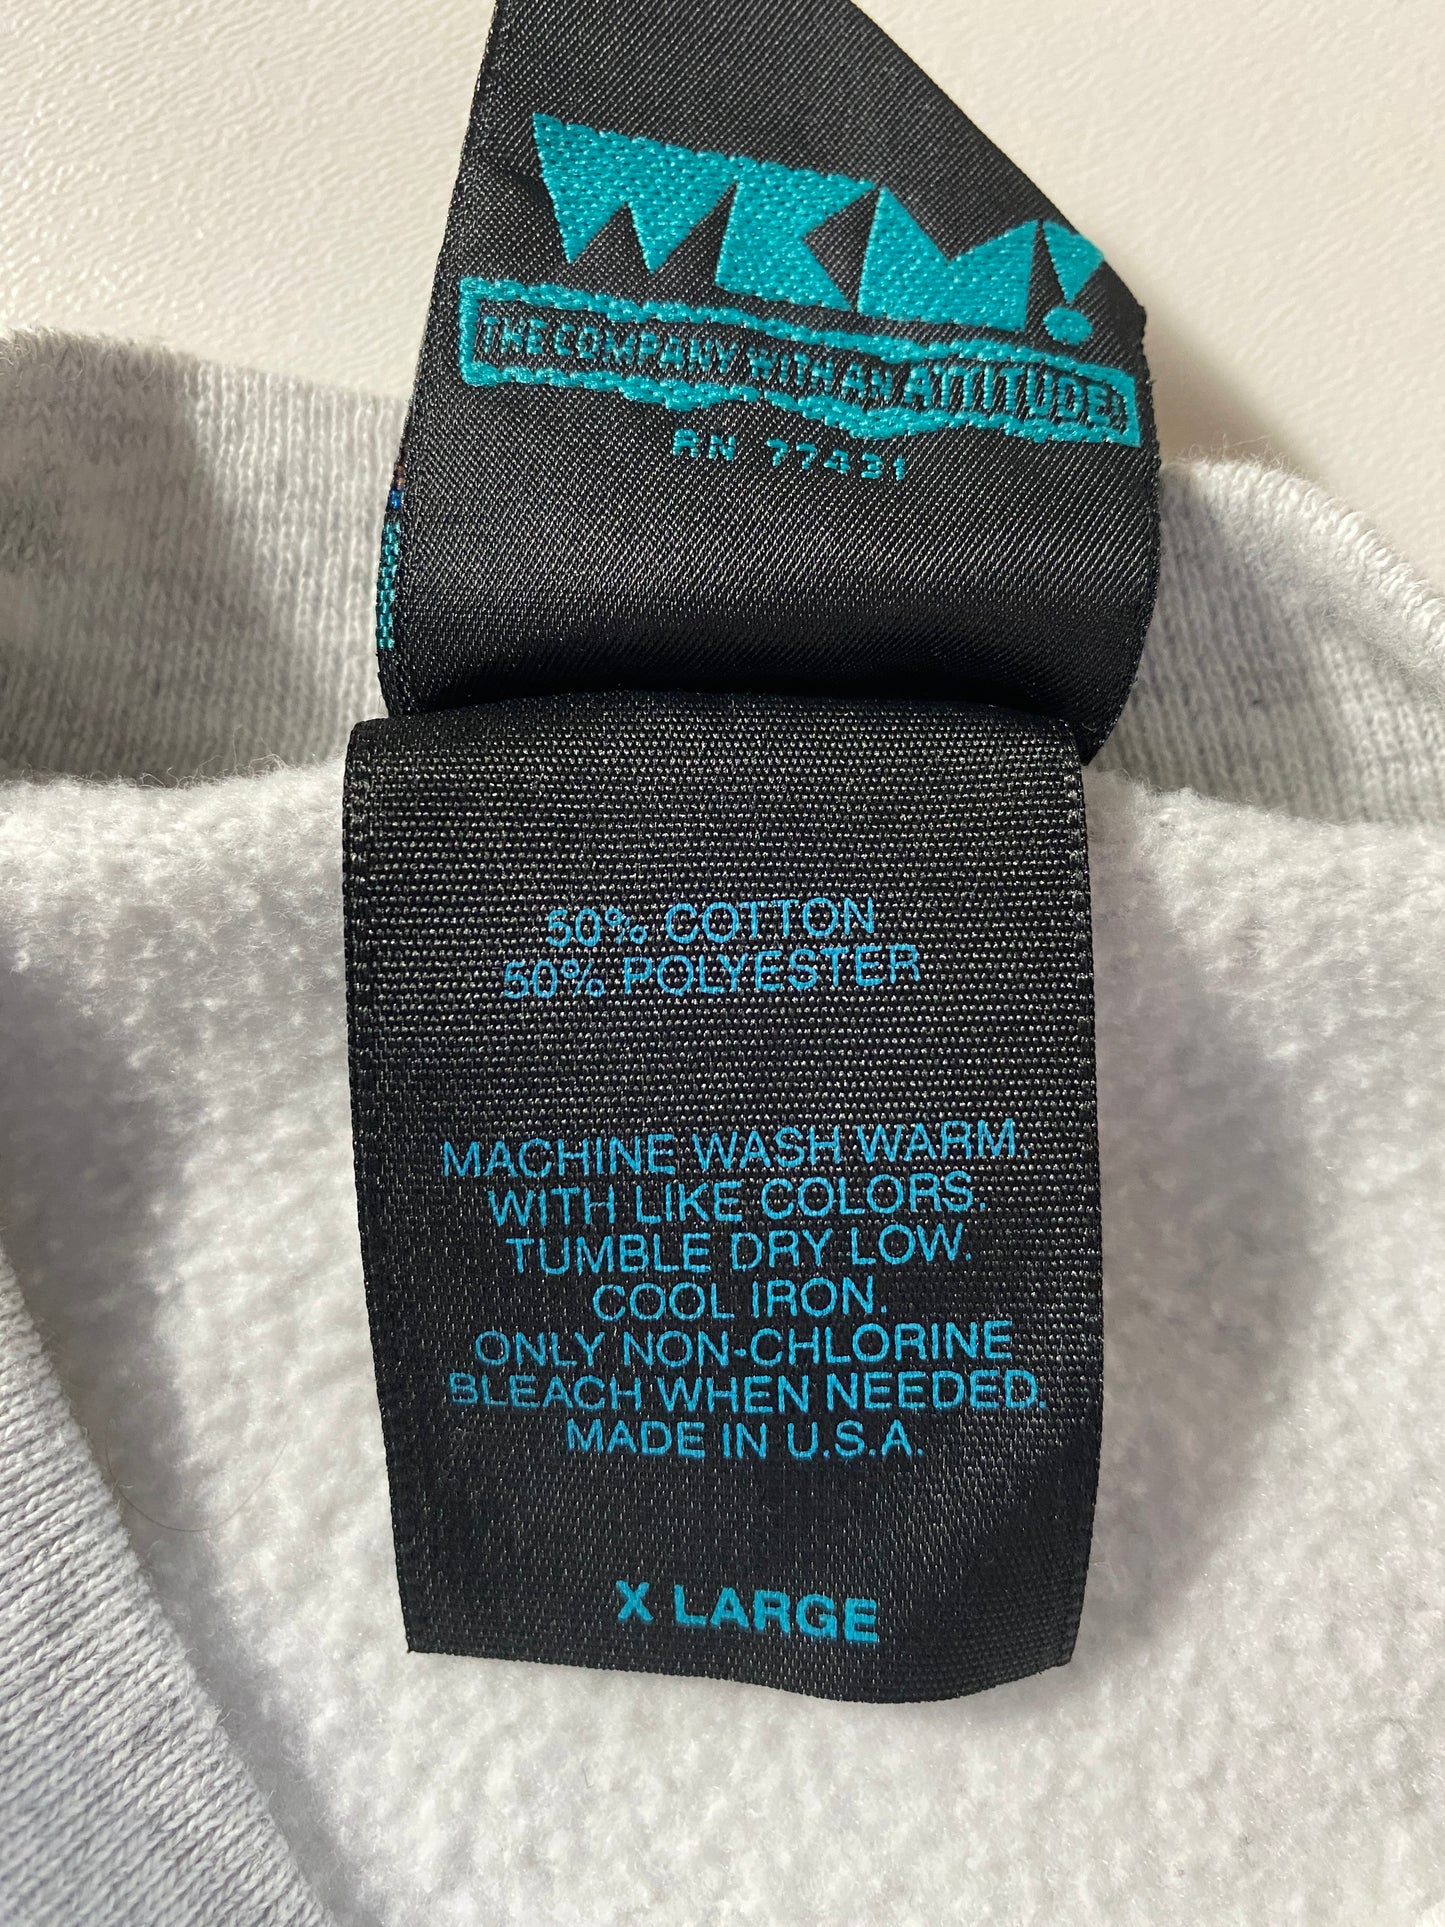 WKM!
THE COMPANY WITH AN ATTITUDE!
RN 77431
50% COTTON
50% POLYESTER
MACHINE WASH WARM.
WITH LIKE COLORS.
TUMBLE DRY LOW.
COOL IRON.
ONLY NON-CHLORINE
BLEACH WHEN NEEDED.
MADE IN U.S.A.
X LARGE